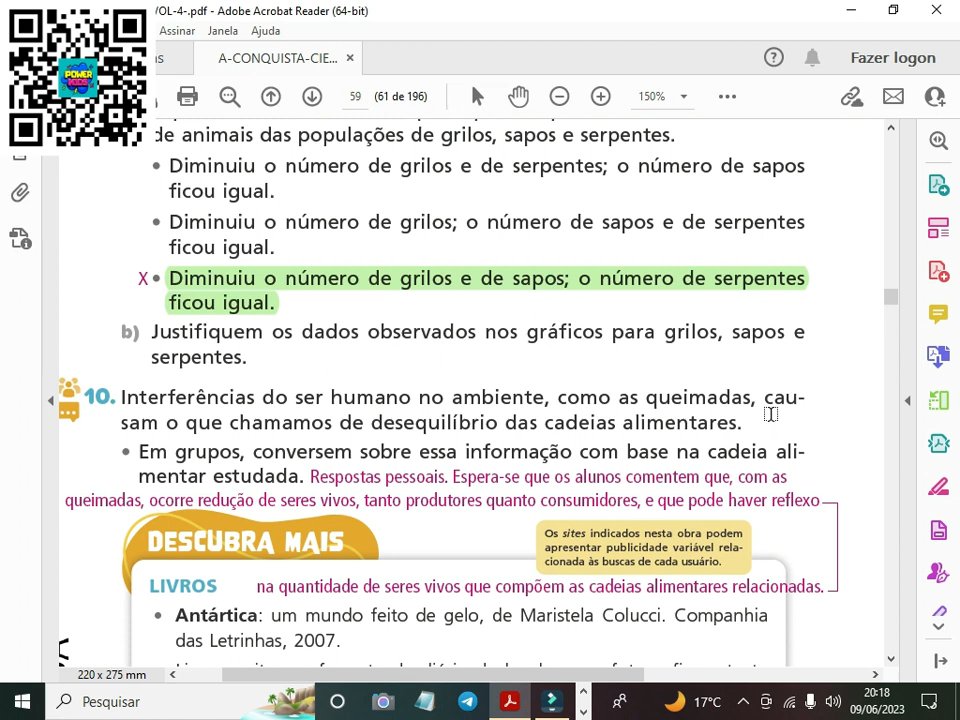 VOL-4-.pdf - Adobe Acrobat Reader (64-bit)
Assinar Janela Ajuda
A-CONQUISTA-CIE...
Fazer logon
POWER KIDS
59 (61 de 196)
150%
de animais das populações de grilos, sapos e serpentes.
• Diminuiu o número de grilos e de serpentes; o número de sapos
ficou igual.
• Diminuiu o número de grilos; o número de sapos e de serpentes
ficou igual.
X • Diminuiu o número de grilos e de sapos; o número de serpentes
ficou igual.
b) Justifiquem os dados observados nos gráficos para grilos, sapos e
serpentes.
10. Interferências do ser humano no ambiente, como as queimadas, cau-
sam o que chamamos de desequilíbrio das cadeias alimentares.
• Em grupos, conversem sobre essa informação com base na cadeia ali-
mentar estudada. Respostas pessoais. Espera-se que os alunos comentem que, com as
queimadas, ocorre redução de seres vivos, tanto produtores quanto consumidores, e que pode haver reflexo
DESCUBRA MAIS
Os sites indicados nesta obra podem
apresentar publicidade variável rela-
cionada às buscas de cada usuário.
LIVROS na quantidade de seres vivos que compõem as cadeias alimentares relacionadas.
• Antártica: um mundo feito de gelo, de Maristela Colucci. Companhia
das Letrinhas, 2007.
220 x 275 mm
Pesquisar
17°C
20:18
09/06/2023